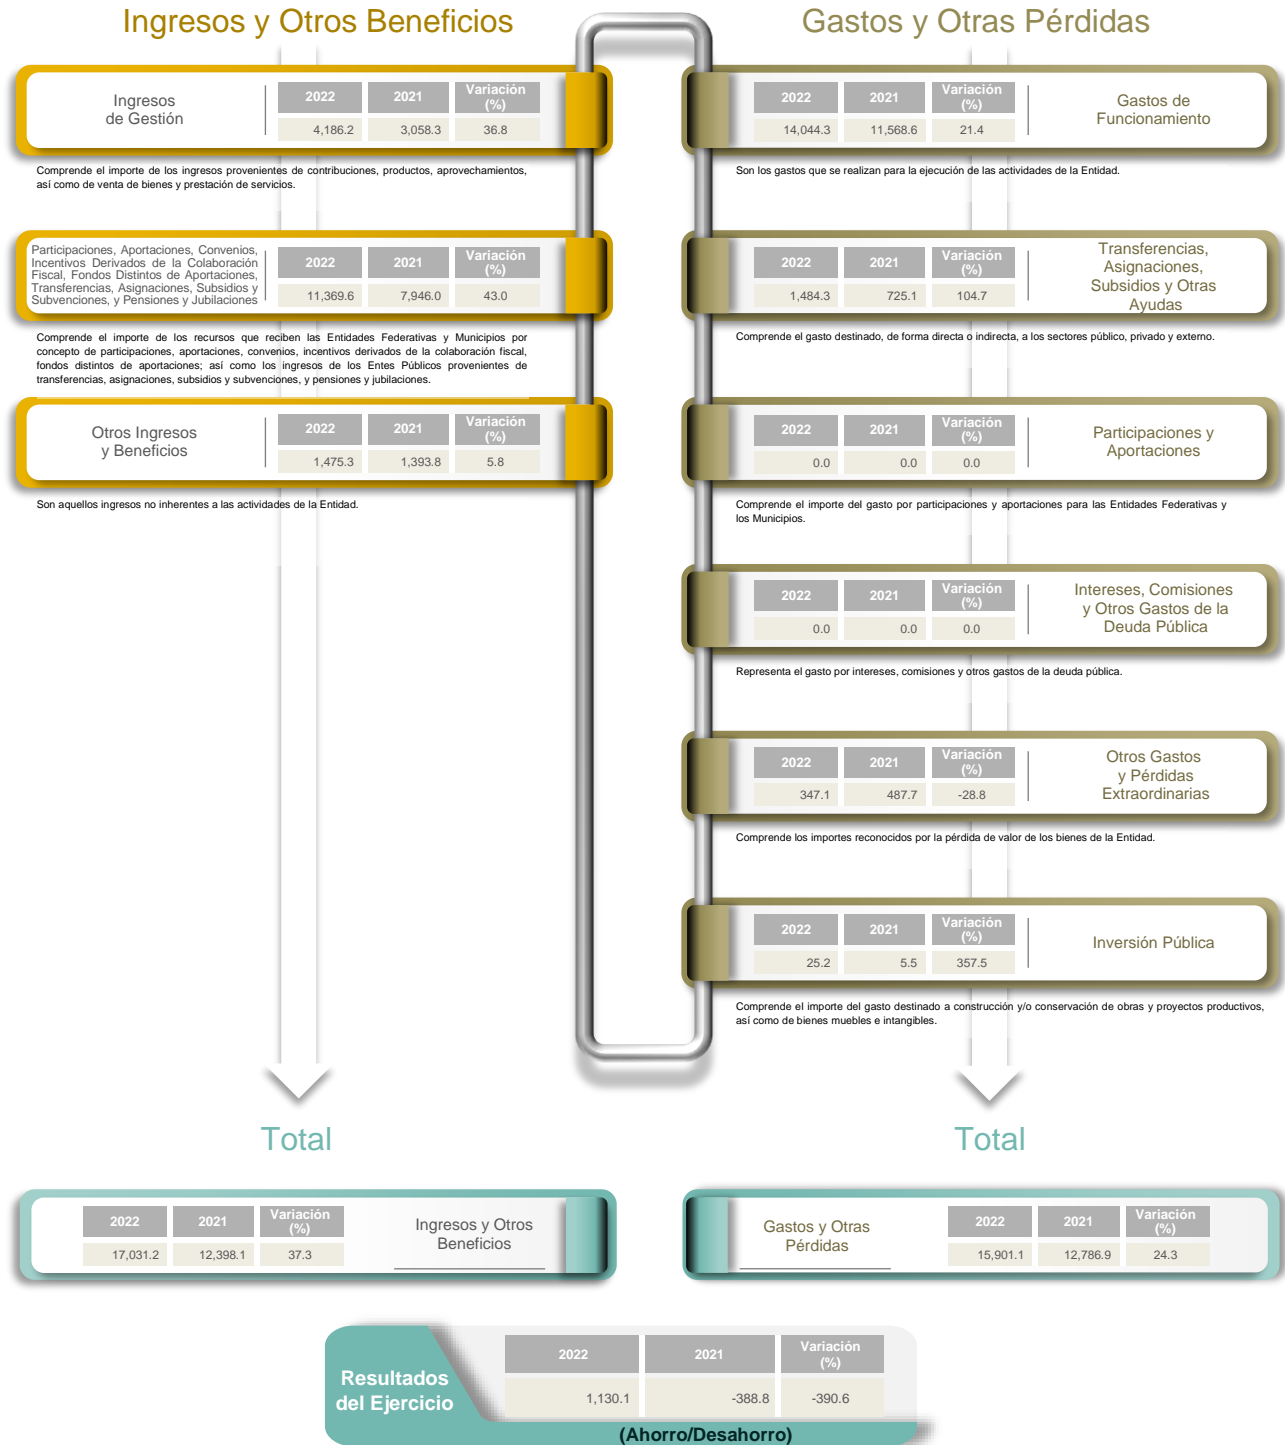 Ingresos y Otros Beneficios
Ingresos
de Gestión
2022 2021 Variación (%)
4,186.2 3,058.3 36.8
Comprende el importe de los ingresos provenientes de contribuciones, productos, aprovechamientos,
así como de venta de bienes y prestación de servicios.
Participaciones, Aportaciones, Convenios,
Incentivos Derivados de la Colaboración
Fiscal, Fondos Distintos de Aportaciones,
Transferencias, Asignaciones, Subsidios y
Subvenciones, y Pensiones y Jubilaciones
2022 2021 Variación (%)
11,369.6 7,946.0 43.0
Comprende el importe de los recursos que reciben las Entidades Federativas y Municipios por
concepto de participaciones, aportaciones, convenios, incentivos derivados de la colaboración fiscal,
fondos distintos de aportaciones; así como los ingresos de los Entes Públicos provenientes de
transferencias, asignaciones, subsidios y subvenciones, y pensiones y jubilaciones.
Otros Ingresos
y Beneficios
2022 2021 Variación (%)
1,475.3 1,393.8 5.8
Son aquellos ingresos no inherentes a las actividades de la Entidad.
Gastos y Otras Pérdidas
2022 2021 Variación (%)
14,044.3 11,568.6 21.4
Gastos de
Funcionamiento
Son los gastos que se realizan para la ejecución de las actividades de la Entidad.
2022 2021 Variación (%)
1,484.3 725.1 104.7
Transferencias,
Asignaciones,
Subsidios y Otras
Ayudas
Comprende el gasto destinado, de forma directa o indirecta, a los sectores público, privado y externo.
2022 2021 Variación (%)
0.0 0.0 0.0
Participaciones y
Aportaciones
Comprende el importe del gasto por participaciones y aportaciones para las Entidades Federativas y
los Municipios.
2022 2021 Variación (%)
0.0 0.0 0.0
Intereses, Comisiones
y Otros Gastos de la
Deuda Pública
Representa el gasto por intereses, comisiones y otros gastos de la deuda pública.
2022 2021 Variación (%)
347.1 487.7 -28.8
Otros Gastos
y Pérdidas
Extraordinarias
Comprende los importes reconocidos por la pérdida de valor de los bienes de la Entidad.
2022 2021 Variación (%)
25.2 5.5 357.5
Inversión Pública
Comprende el importe del gasto destinado a construcción y/o conservación de obras y proyectos productivos,
así como de bienes muebles e intangibles.
Total
2022 2021 Variación (%)
17,031.2 12,398.1 37.3
Ingresos y Otros
Beneficios
Total
Gastos y Otras
Pérdidas
2022 2021 Variación (%)
15,901.1 12,786.9 24.3
Resultados
del Ejercicio
2022 2021 Variación (%)
1,130.1 -388.8 -390.6
(Ahorro/Desahorro)